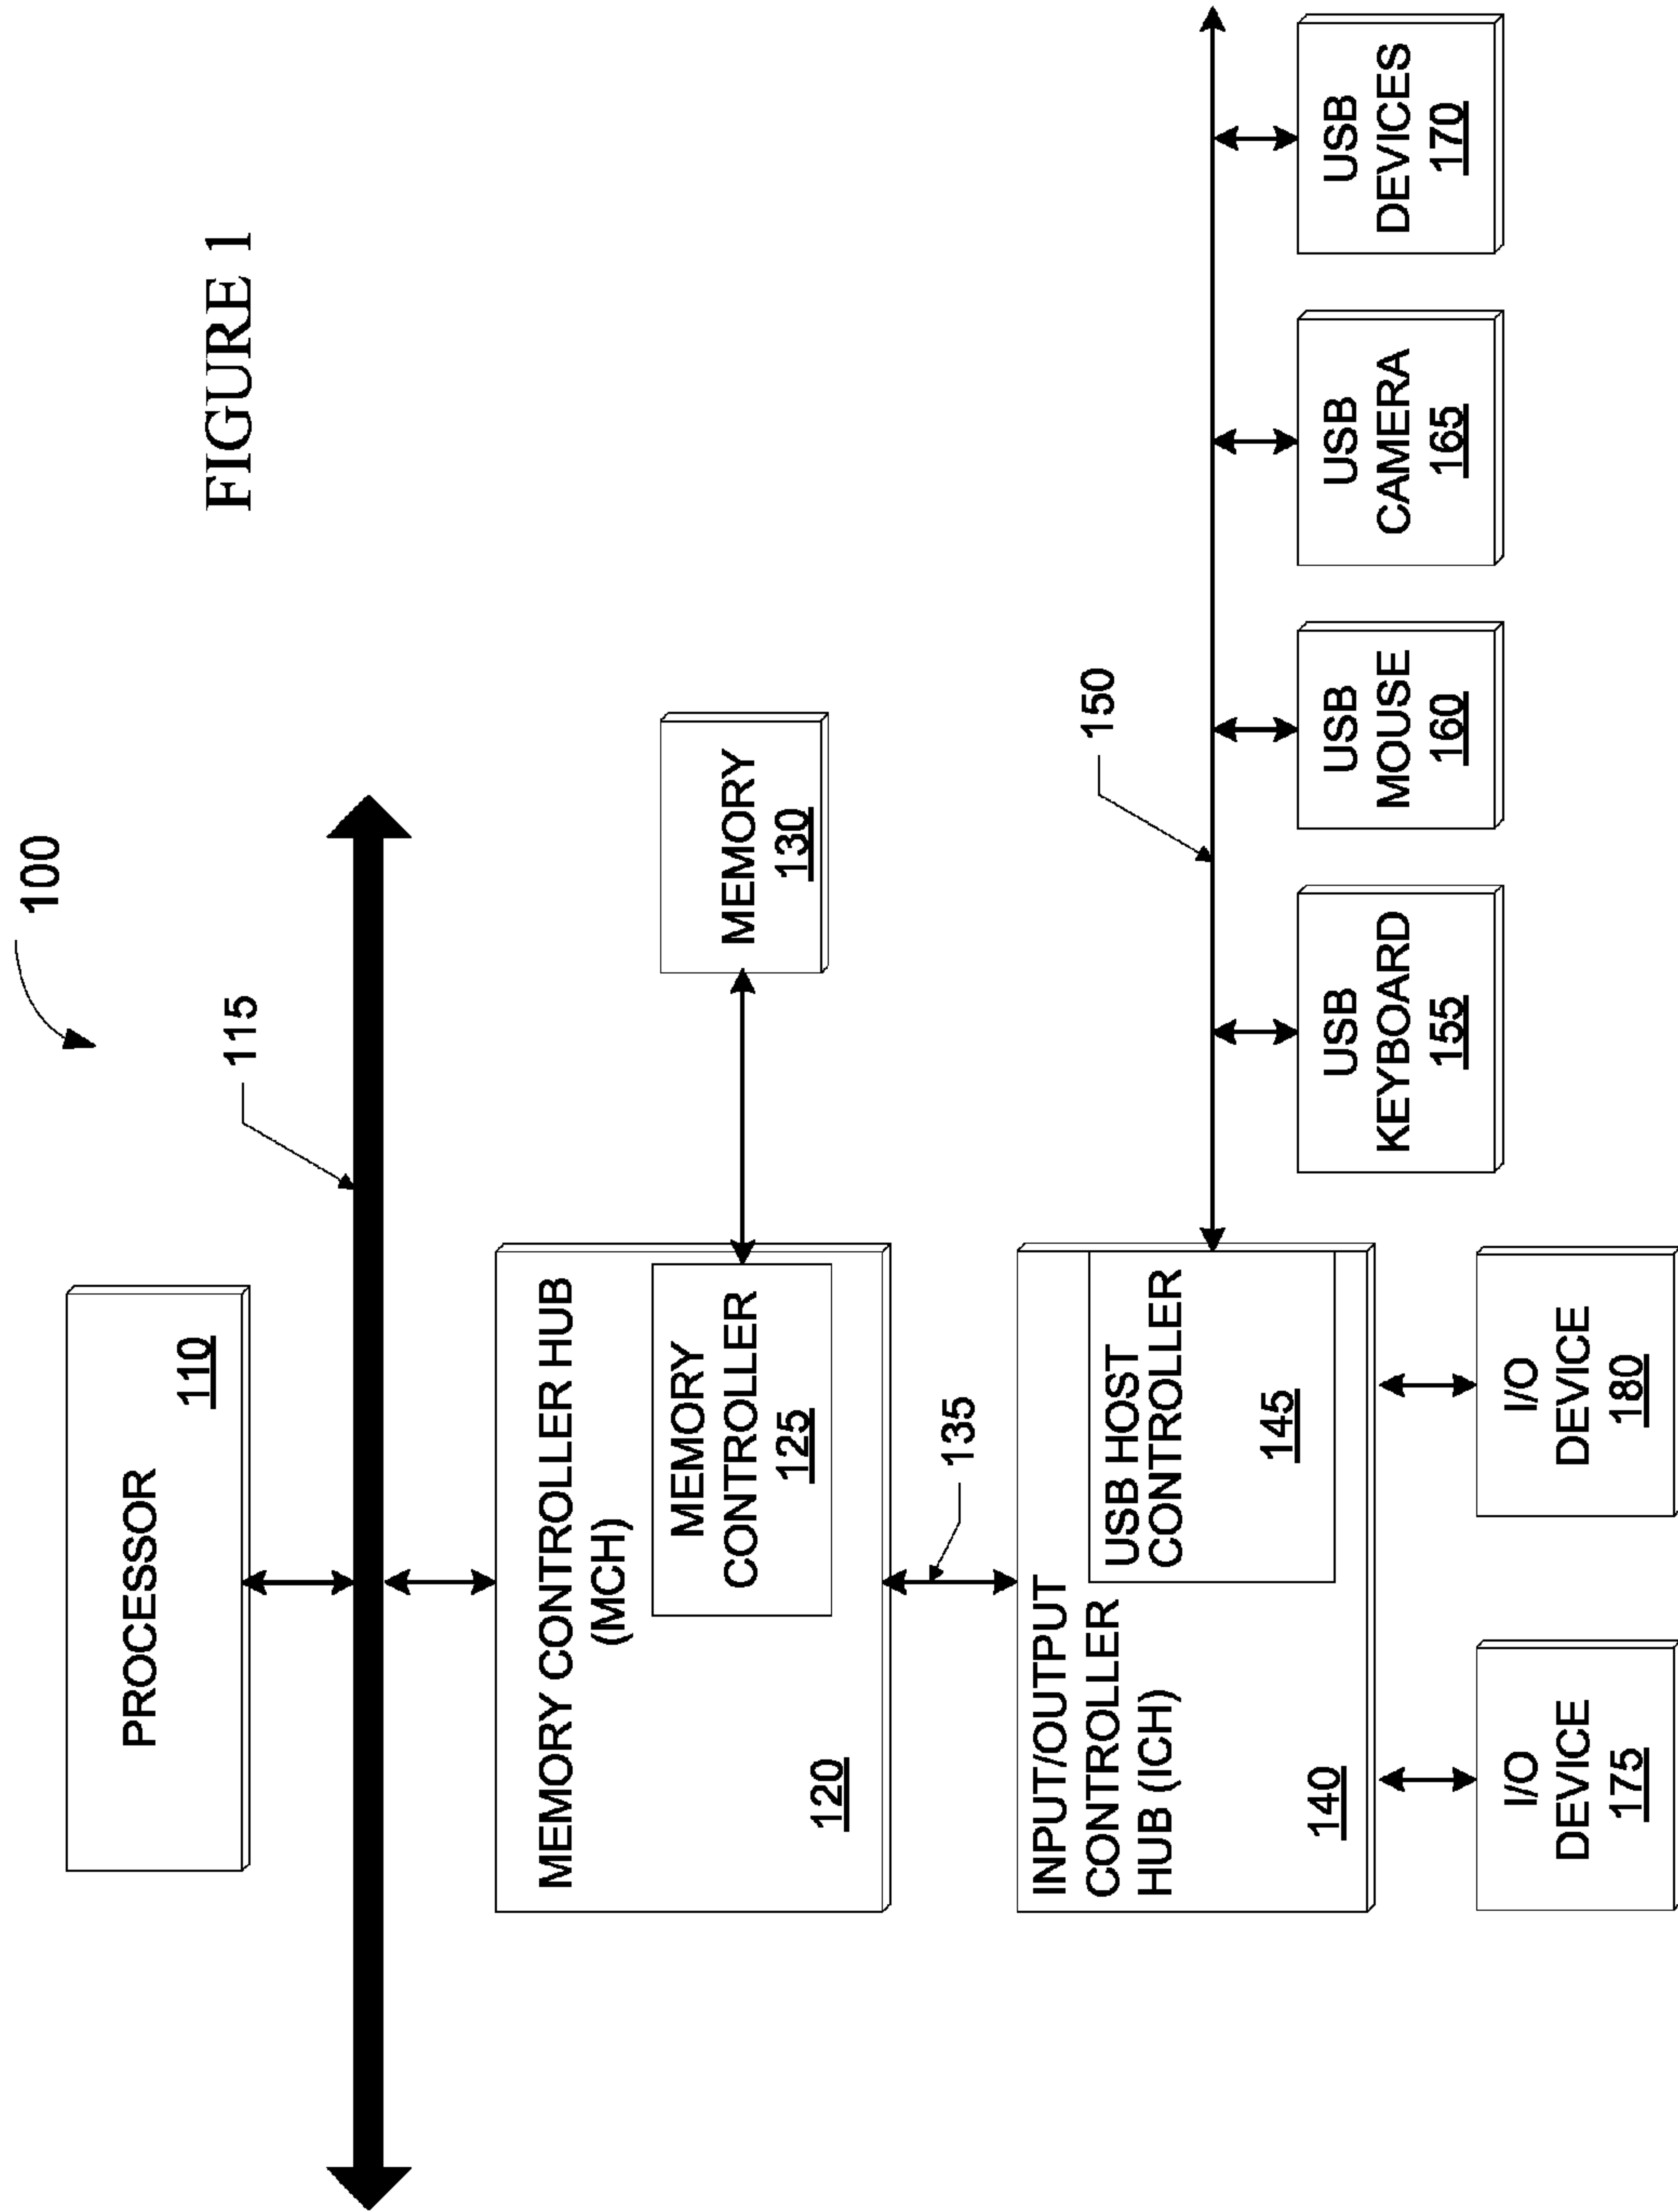 100
FIGURE 1
PROCESSOR
110
115
MEMORY CONTROLLER HUB
(MCH)
MEMORY
CONTROLLER
125
120
MEMORY
130
135
INPUT/OUTPUT
CONTROLLER
HUB (ICH)
140
USB HOST
CONTROLLER
145
150
USB
KEYBOARD
155
USB
MOUSE
160
USB
CAMERA
165
USB
DEVICES
170
I/O
DEVICE
175
I/O
DEVICE
180